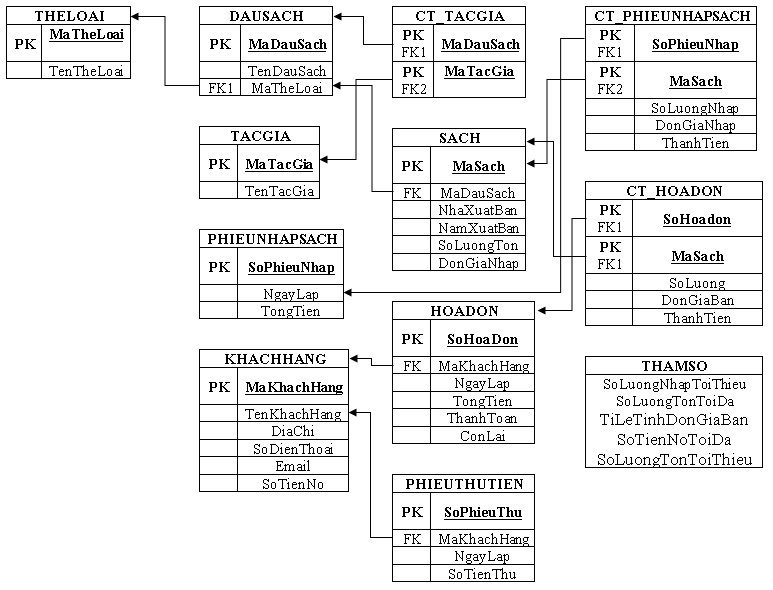 THELOAI
PK MaTheLoai
TenTheLoai
DAUSACH
PK MaDauSach
TenDauSach
FK1 MaTheLoai
CT_TACGIA
PK
FK1 MaDauSach
PK
FK2 MaTacGia
CT_PHIEUNHAPSACH
PK
FK1 SoPhieuNhap
PK
FK2 MaSach
SoLuongNhap
DonGiaNhap
ThanhTien
TACGIA
PK MaTacGia
TenTacGia
SACH
PK MaSach
FK MaDauSach
NhaXuatBan
NamXuatBan
SoLuongTon
DonGiaNhap
CT_HOADON
PK
FK1 SoHoadon
PK
FK1 MaSach
SoLuong
DonGiaBan
ThanhTien
PHIEUNHAPSACH
PK SoPhieuNhap
NgayLap
TongTien
HOADON
PK SoHoaDon
FK MaKhachHang
NgayLap
TongTien
ThanhToan
ConLai
KHACHHANG
PK MaKhachHang
TenKhachHang
DiaChi
SoDienThoai
Email
SoTienNo
THAMSO
SoLuongNhapToiThieu
SoLuongTonToiDa
TiLeTinhDonGiaBan
SoTienNoToiDa
SoLuongTonToiThieu
PHIEUTHUTIEN
PK SoPhieuThu
FK MaKhachHang
NgayLap
SoTienThu